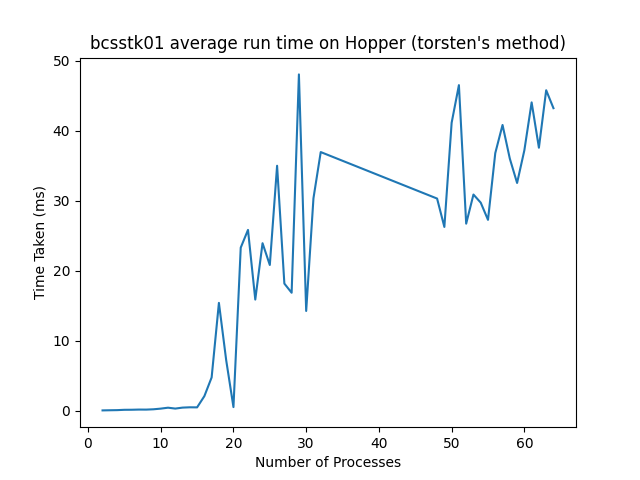 bcsstk01 average run time on Hopper (torsten's method)
50
40
30
20
10
0
Time Taken (ms)
0 10 20 30 40 50 60
Number of Processes